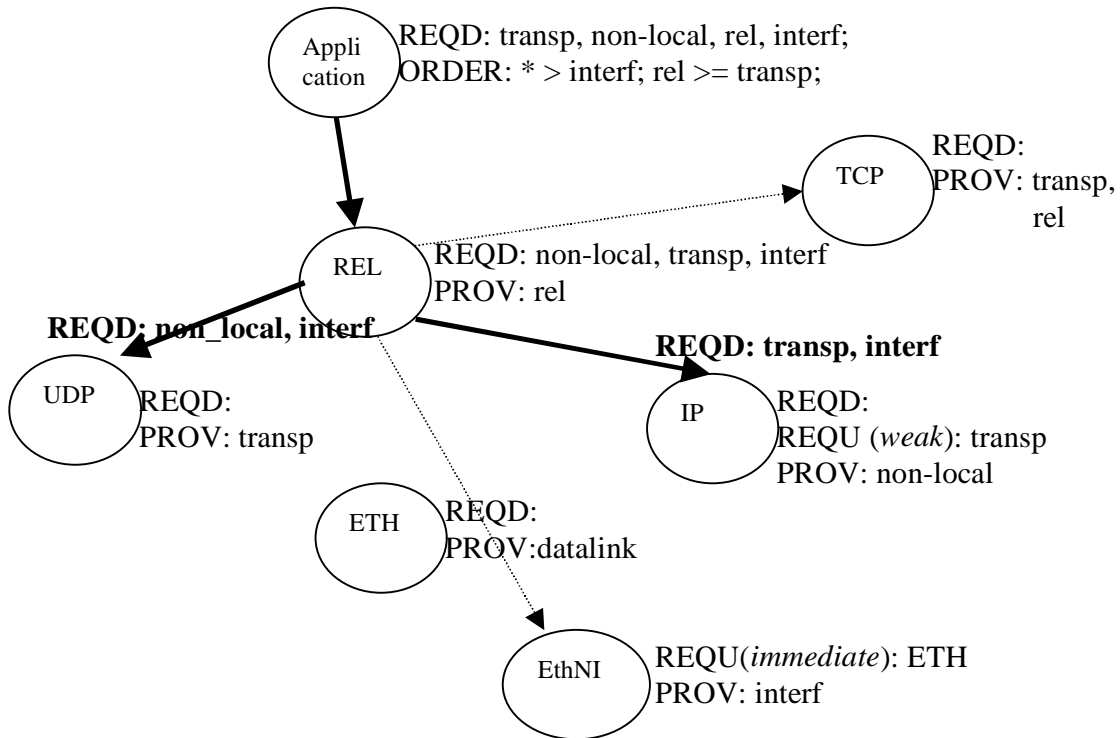 Appli
cation
REQD: transp, non-local, rel, interf;
ORDER: * > interf; rel >= transp;
TCP
REQD:
PROV: transp,
rel
REL
REQD: non-local, transp, interf
PROV: rel
REQD: non_local, interf
REQD: transp, interf
UDP
REQD:
PROV: transp
IP
REQD:
REQU (weak): transp
PROV: non-local
ETH
REQD:
PROV:datalink
EthNI
REQU(immediate): ETH
PROV: interf